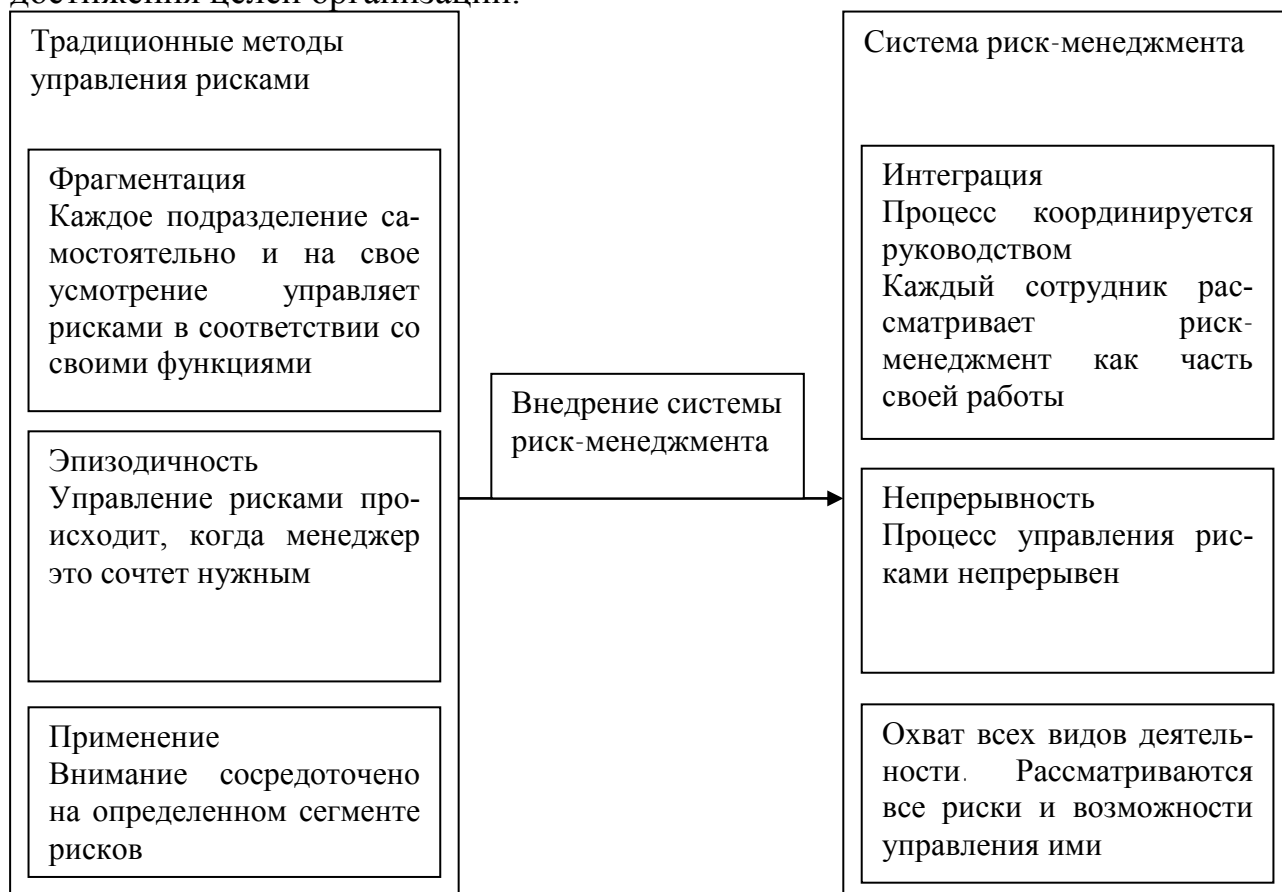 достижения целей организации.
Традиционные методы
управления рисками
Фрагментация
Каждое подразделение са-
мостоятельно и на свое
усмотрение управляет
рисками в соответствии со
своими функциями
Эпизодичность
Управление рисками про-
исходит, когда менеджер
это сочтет нужным
Применение
Внимание сосредоточено
на определенном сегменте
рисков
Внедрение системы
риск-менеджмента
Система риск-менеджмента
Интеграция
Процесс координируется
руководством
Каждый сотрудник рас-
сматривает риск-
менеджмент как часть
своей работы
Непрерывность
Процесс управления рис-
ками непрерывен
Охват всех видов деятель-
ности. Рассматриваются
все риски и возможности
управления ими